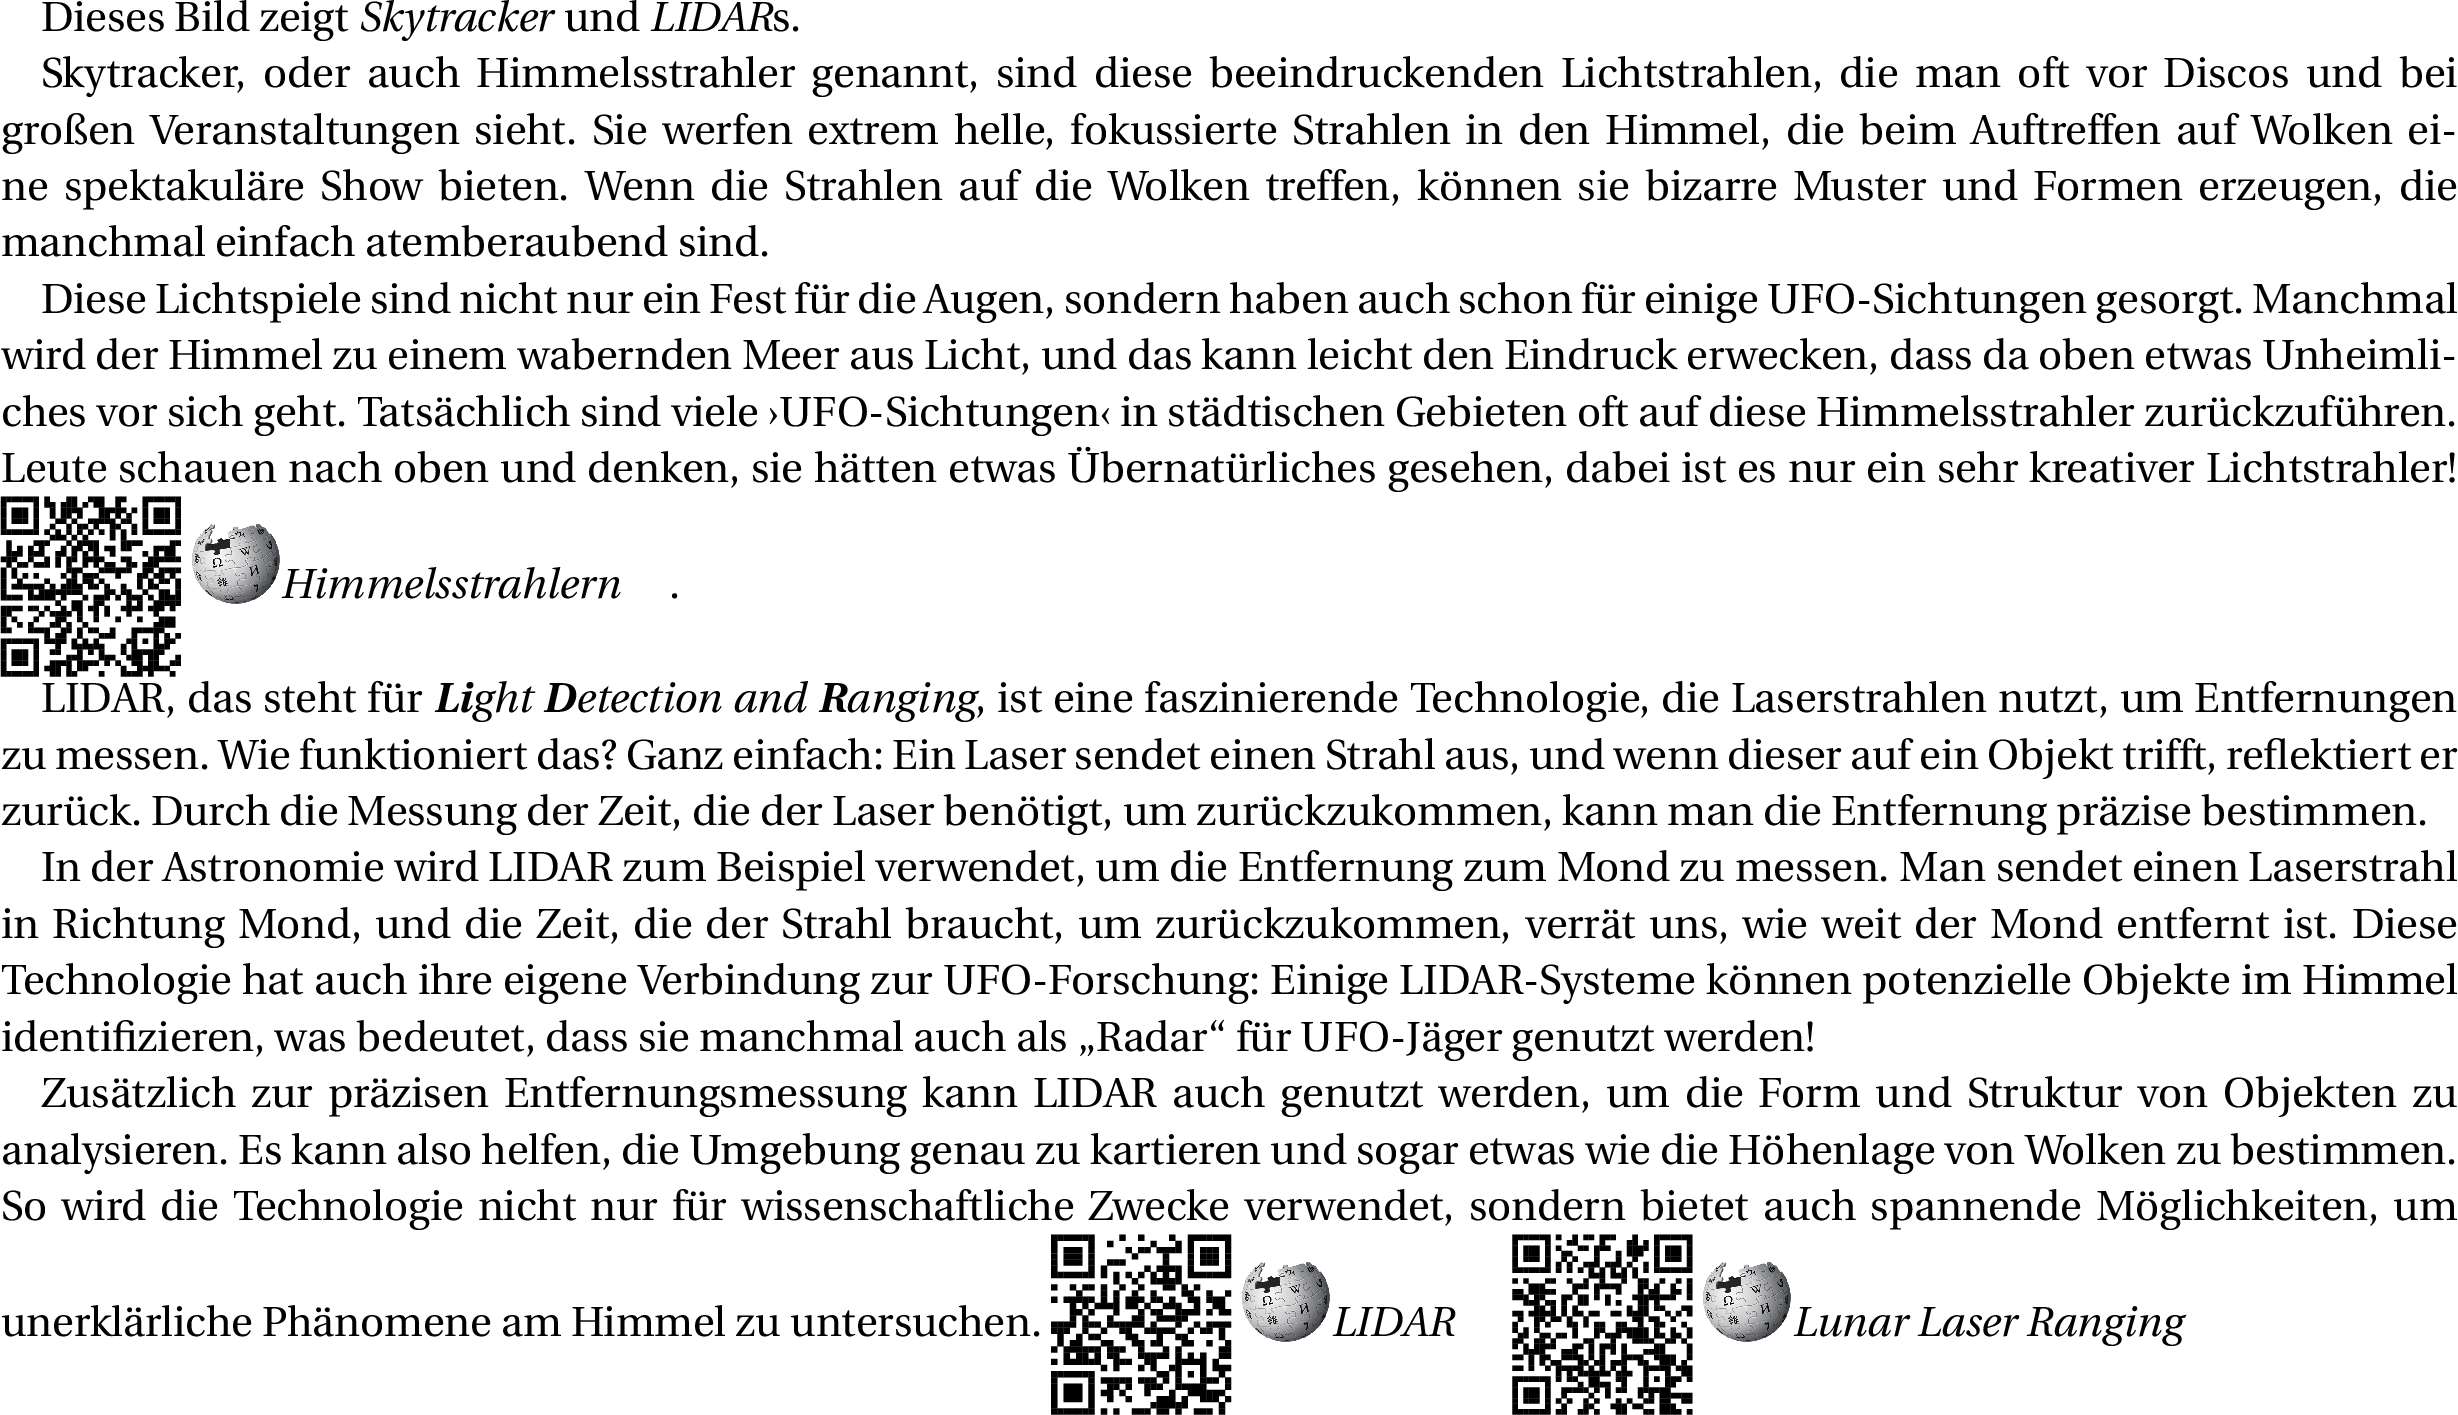 Dieses Bild zeigt Skytracker und LIDARs.
Skytracker, oder auch Himmelsstrahler genannt, sind diese beeindruckenden Lichtstrahlen, die man oft vor Discos und bei
großen Veranstaltungen sieht. Sie werfen extrem helle, fokussierte Strahlen in den Himmel, die beim Auftreffen auf Wolken ei-
ne spektakuläre Show bieten. Wenn die Strahlen auf die Wolken treffen, können sie bizarre Muster und Formen erzeugen, die
manchmal einfach atemberaubend sind.
Diese Lichtspiele sind nicht nur ein Fest für die Augen, sondern haben auch schon für einige UFO-Sichtungen gesorgt. Manchmal
wird der Himmel zu einem wabernden Meer aus Licht, und das kann leicht den Eindruck erwecken, dass da oben etwas Unheimli-
ches vor sich geht. Tatsächlich sind viele ›UFO-Sichtungen‹ in städtischen Gebieten oft auf diese Himmelsstrahler zurückzuführen.
Leute schauen nach oben und denken, sie hätten etwas Übernatürliches gesehen, dabei ist es nur ein sehr kreativer Lichtstrahler!
Himmelsstrahlern .
LIDAR, das steht für Light Detection and Ranging, ist eine faszinierende Technologie, die Laserstrahlen nutzt, um Entfernungen
zu messen. Wie funktioniert das? Ganz einfach: Ein Laser sendet einen Strahl aus, und wenn dieser auf ein Objekt trifft, reflektiert er
zurück. Durch die Messung der Zeit, die der Laser benötigt, um zurückzukommen, kann man die Entfernung präzise bestimmen.
In der Astronomie wird LIDAR zum Beispiel verwendet, um die Entfernung zum Mond zu messen. Man sendet einen Laserstrahl
in Richtung Mond, und die Zeit, die der Strahl braucht, um zurückzukommen, verrät uns, wie weit der Mond entfernt ist. Diese
Technologie hat auch ihre eigene Verbindung zur UFO-Forschung: Einige LIDAR-Systeme können potenzielle Objekte im Himmel
identifizieren, was bedeutet, dass sie manchmal auch als „Radar“ für UFO-Jäger genutzt werden!
Zusätzlich zur präzisen Entfernungsmessung kann LIDAR auch genutzt werden, um die Form und Struktur von Objekten zu
analysieren. Es kann also helfen, die Umgebung genau zu kartieren und sogar etwas wie die Höhenlage von Wolken zu bestimmen.
So wird die Technologie nicht nur für wissenschaftliche Zwecke verwendet, sondern bietet auch spannende Möglichkeiten, um
unerklärliche Phänomene am Himmel zu untersuchen. LIDAR Lunar Laser Ranging